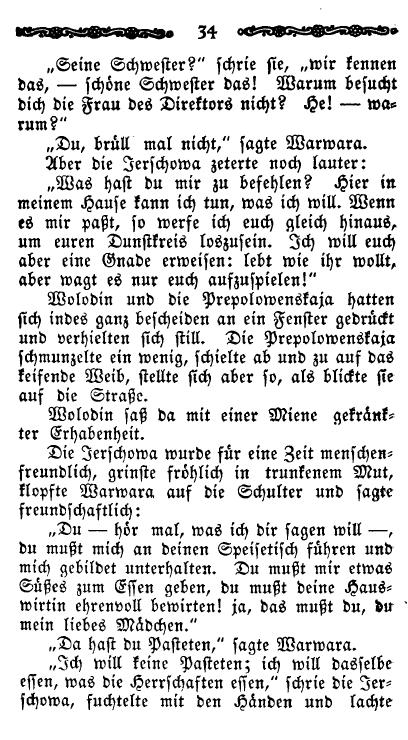 34
„Seine Schwester?“ schrie sie, „wir kennen
das, — schöne Schwester das! Warum besucht
dich die Frau des Direktors nicht? He! — wa-
rum?“
„Du, brüll mal nicht,“ sagte Warwara.
Aber die Jerschowa zeterte noch lauter:
„Was hast du mir zu befehlen? Hier in
meinem Hause kann ich tun, was ich will. Wenn
es mir paßt, so werfe ich euch gleich hinaus,
um euren Dunstkreis loszusein. Ich will euch
aber eine Gnade erweisen: lebt wie ihr wollt,
aber wagt es nur euch aufzuspielen!“
Wolodin und die Prepolowenskaja hatten
sich indes ganz bescheiden an ein Fenster gedrückt
und verhielten sich still. Die Prepolowenskaja
schmunzelte ein wenig, schielte ab und zu auf das
keifende Weib, stellte sich aber so, als blickte sie
auf die Straße.
Wolodin saß da mit einer Miene gekränk-
ter Erhabenheit.
Die Jerschowa wurde für eine Zeit menschen-
freundlich, grinste fröhlich in trunkenem Mut,
klopfte Warwara auf die Schulter und sagte
freundschaftlich:
„Du — hör mal, was ich dir sagen will —,
du mußt mich an deinen Speisetisch führen und
mich gebildet unterhalten. Du mußt mir etwas
Süßes zum Essen geben, du mußt deine Haus-
wirtin ehrenvoll bewirten! ja, das mußt du, du
mein liebes Mädchen.“
„Da hast du Pasteten,“ sagte Warwara.
„Ich will keine Pasteten; ich will dasselbe
essen, was die Herrschaften essen,“ schrie die Jer-
schowa, fuchtelte mit den Händen und lachte